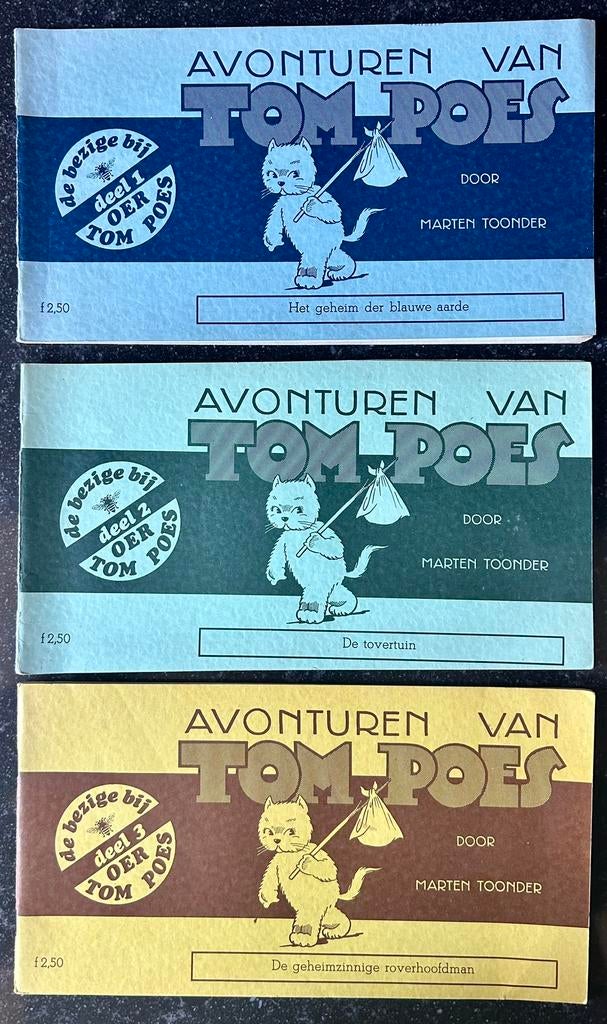 AVONTUREN VAN
TOM POES
de bezige bij
deel 1
OER
TOM POES
DOOR
MARTEN TOONDER
f 2,50
Het geheim der blauwe aarde
AVONTUREN VAN
TOM POES
de bezige bij
deel 2
OER
TOM POES
DOOR
MARTEN TOONDER
f 2,50
De tovertuin
AVONTUREN VAN
TOM POES
de bezige bij
deel 3
OER
TOM POES
DOOR
MARTEN TOONDER
f 2,50
De geheimzinnige roverhoofdman